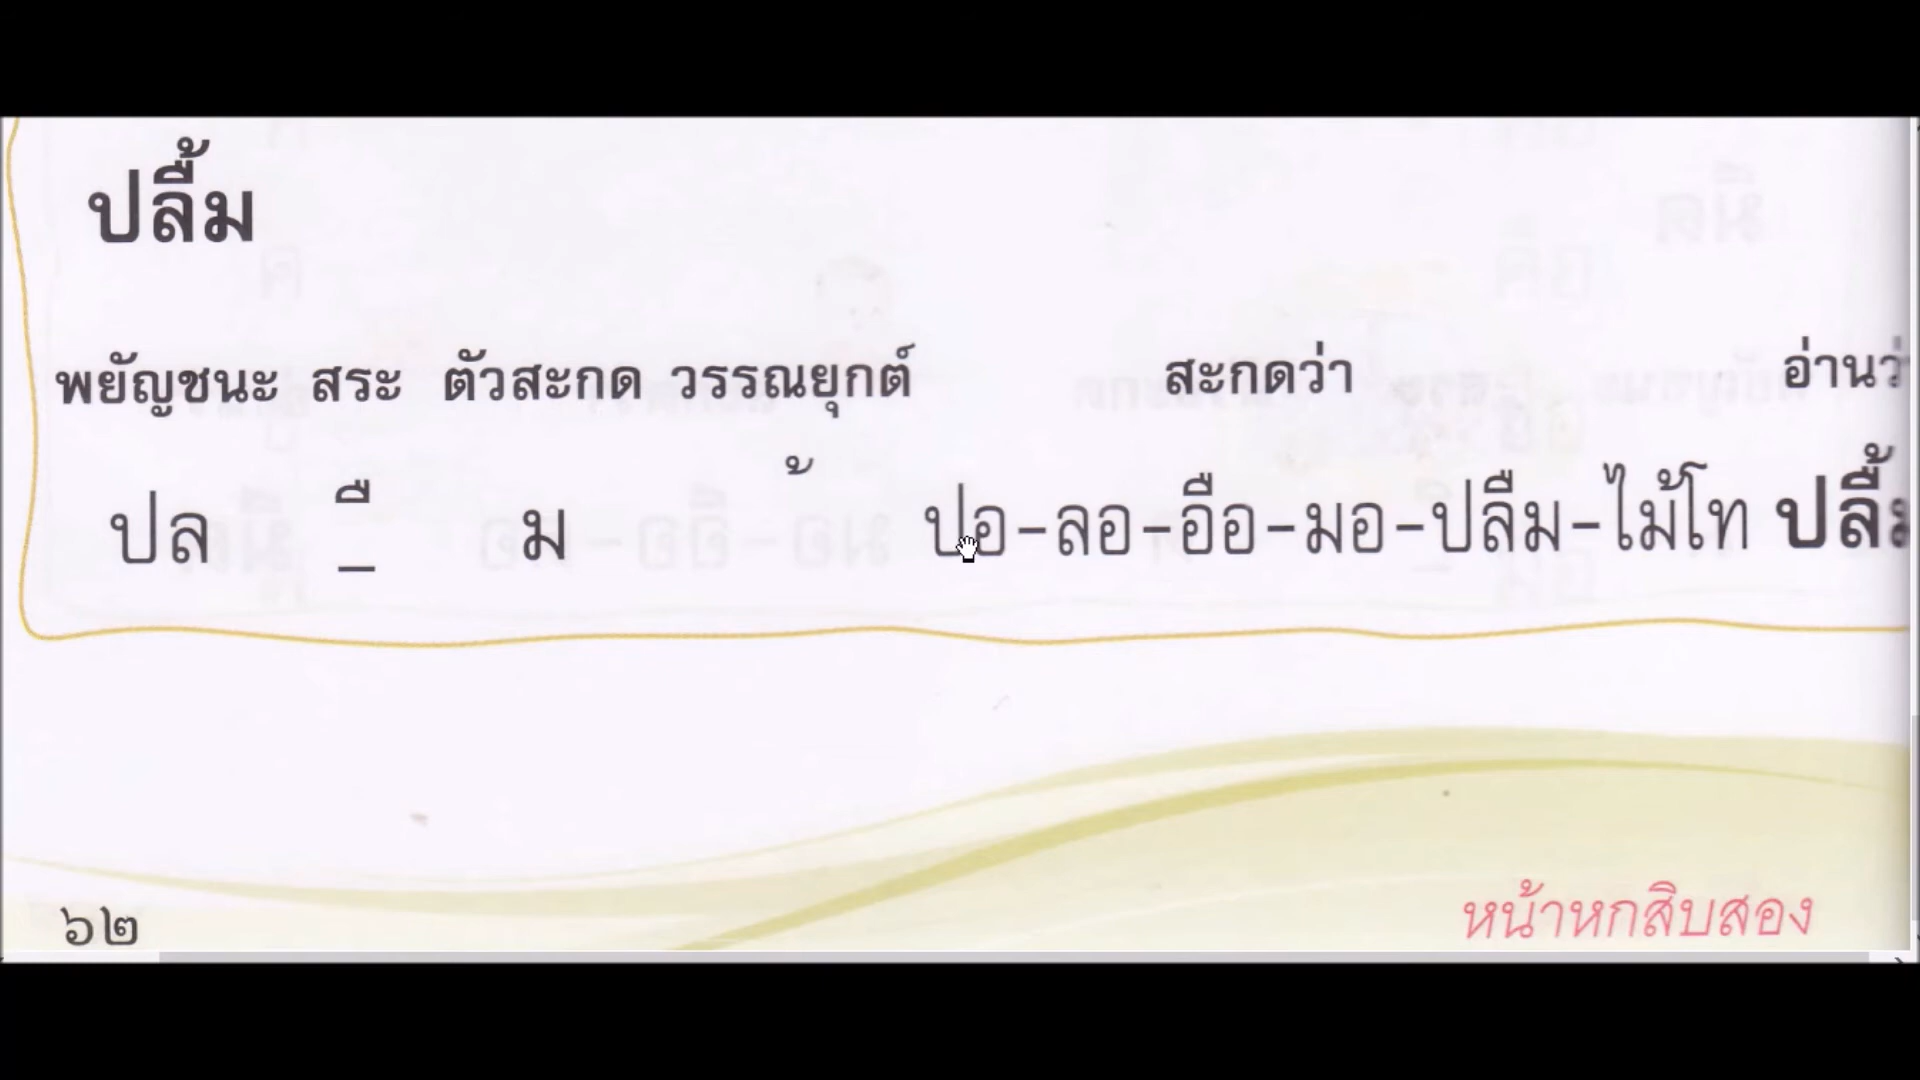 ปลื้ม
พยัญชนะ สระ ตัวสะกด วรรณยุกต์ สะกดว่า
ปล ◌ื ม ◌้ ปอ-ลอ-อือ-มอ-ปลืม-ไม้โท
๖๒ หน้าหกสิบสอง